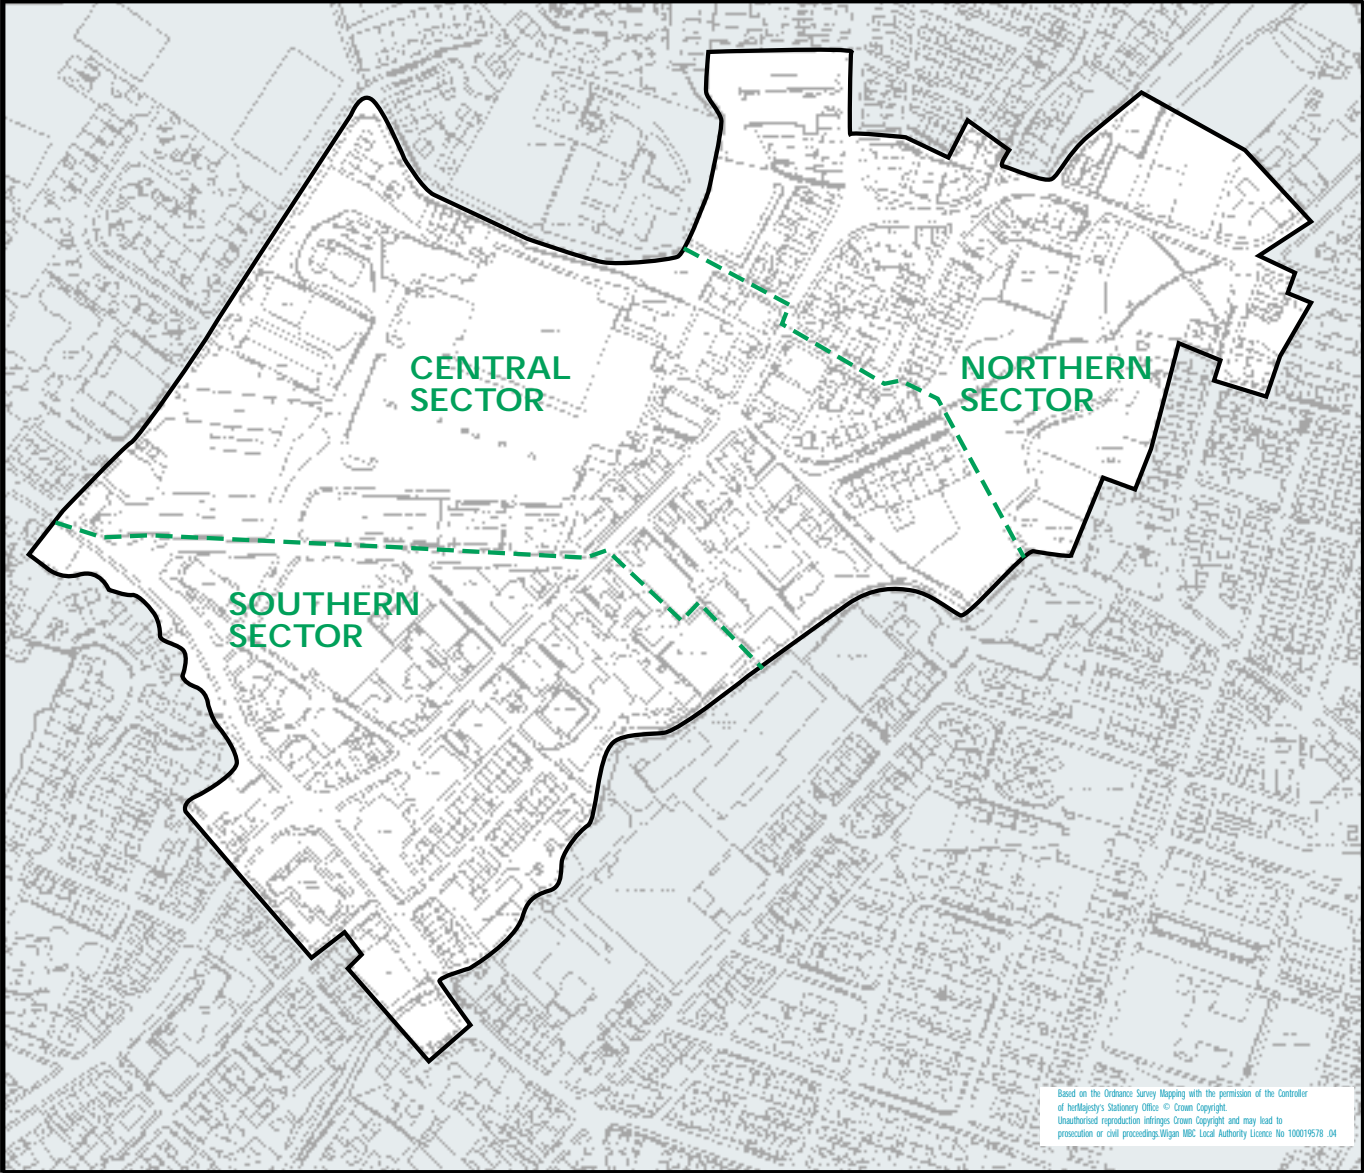 CENTRAL
SECTOR
NORTHERN
SECTOR
SOUTHERN
SECTOR
Based on the Ordnance Survey Mapping with the permission of the Controller
of herMajesty's Stationery Office © Crown Copyright.
Unauthorised reproduction infringes Crown Copyright and may lead to
prosecution or civil proceedings.Wigan MBC Local Authority Licence No 100019578 .04